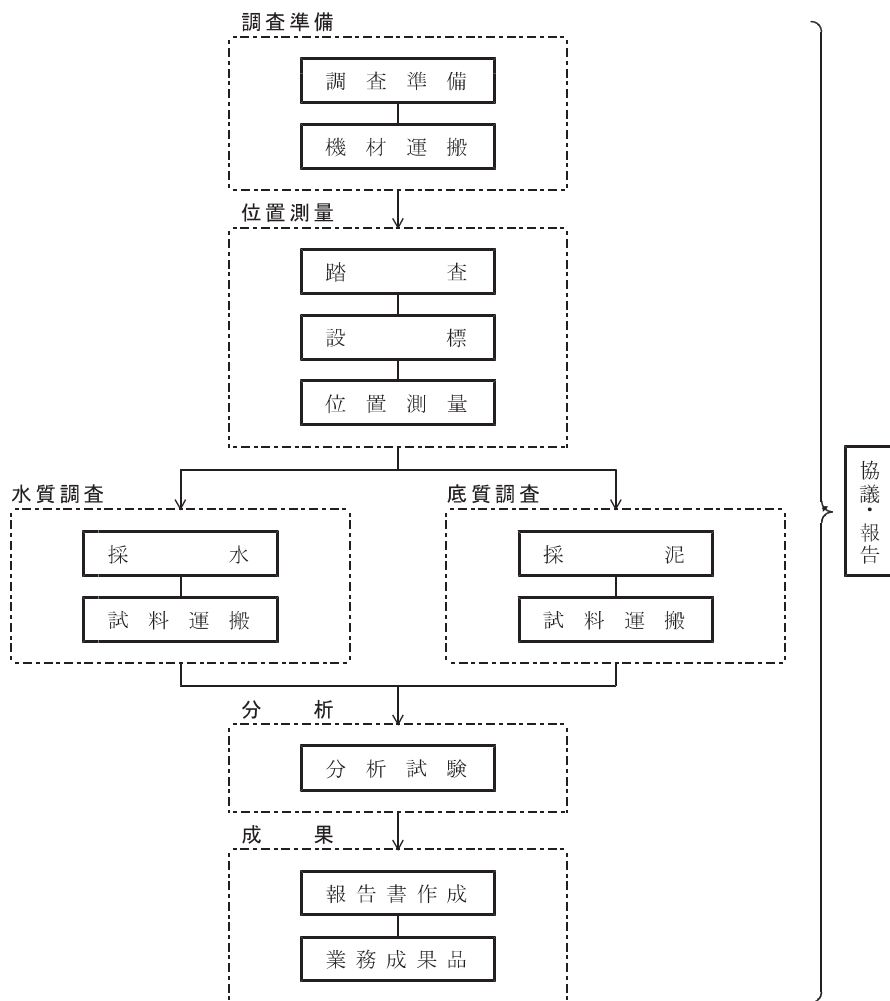 調査準備
調査準備
機材運搬
位置測量
踏査
設標
位置測量
水質調査
採水
試料運搬
底質調査
採泥
試料運搬
分析
分析試験
成果
報告書作成
業務成果品
協議・報告